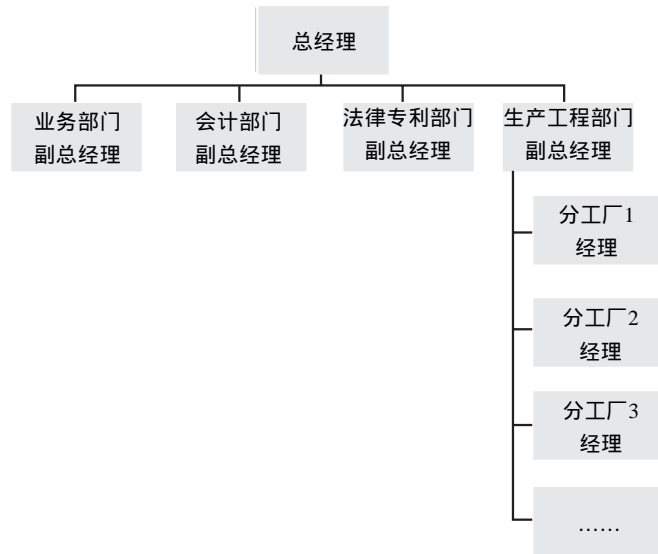 总经理
业务部门
副总经理
会计部门
副总经理
法律专利部门
副总经理
生产工程部门
副总经理
分工厂1
经理
分工厂2
经理
分工厂3
经理
……